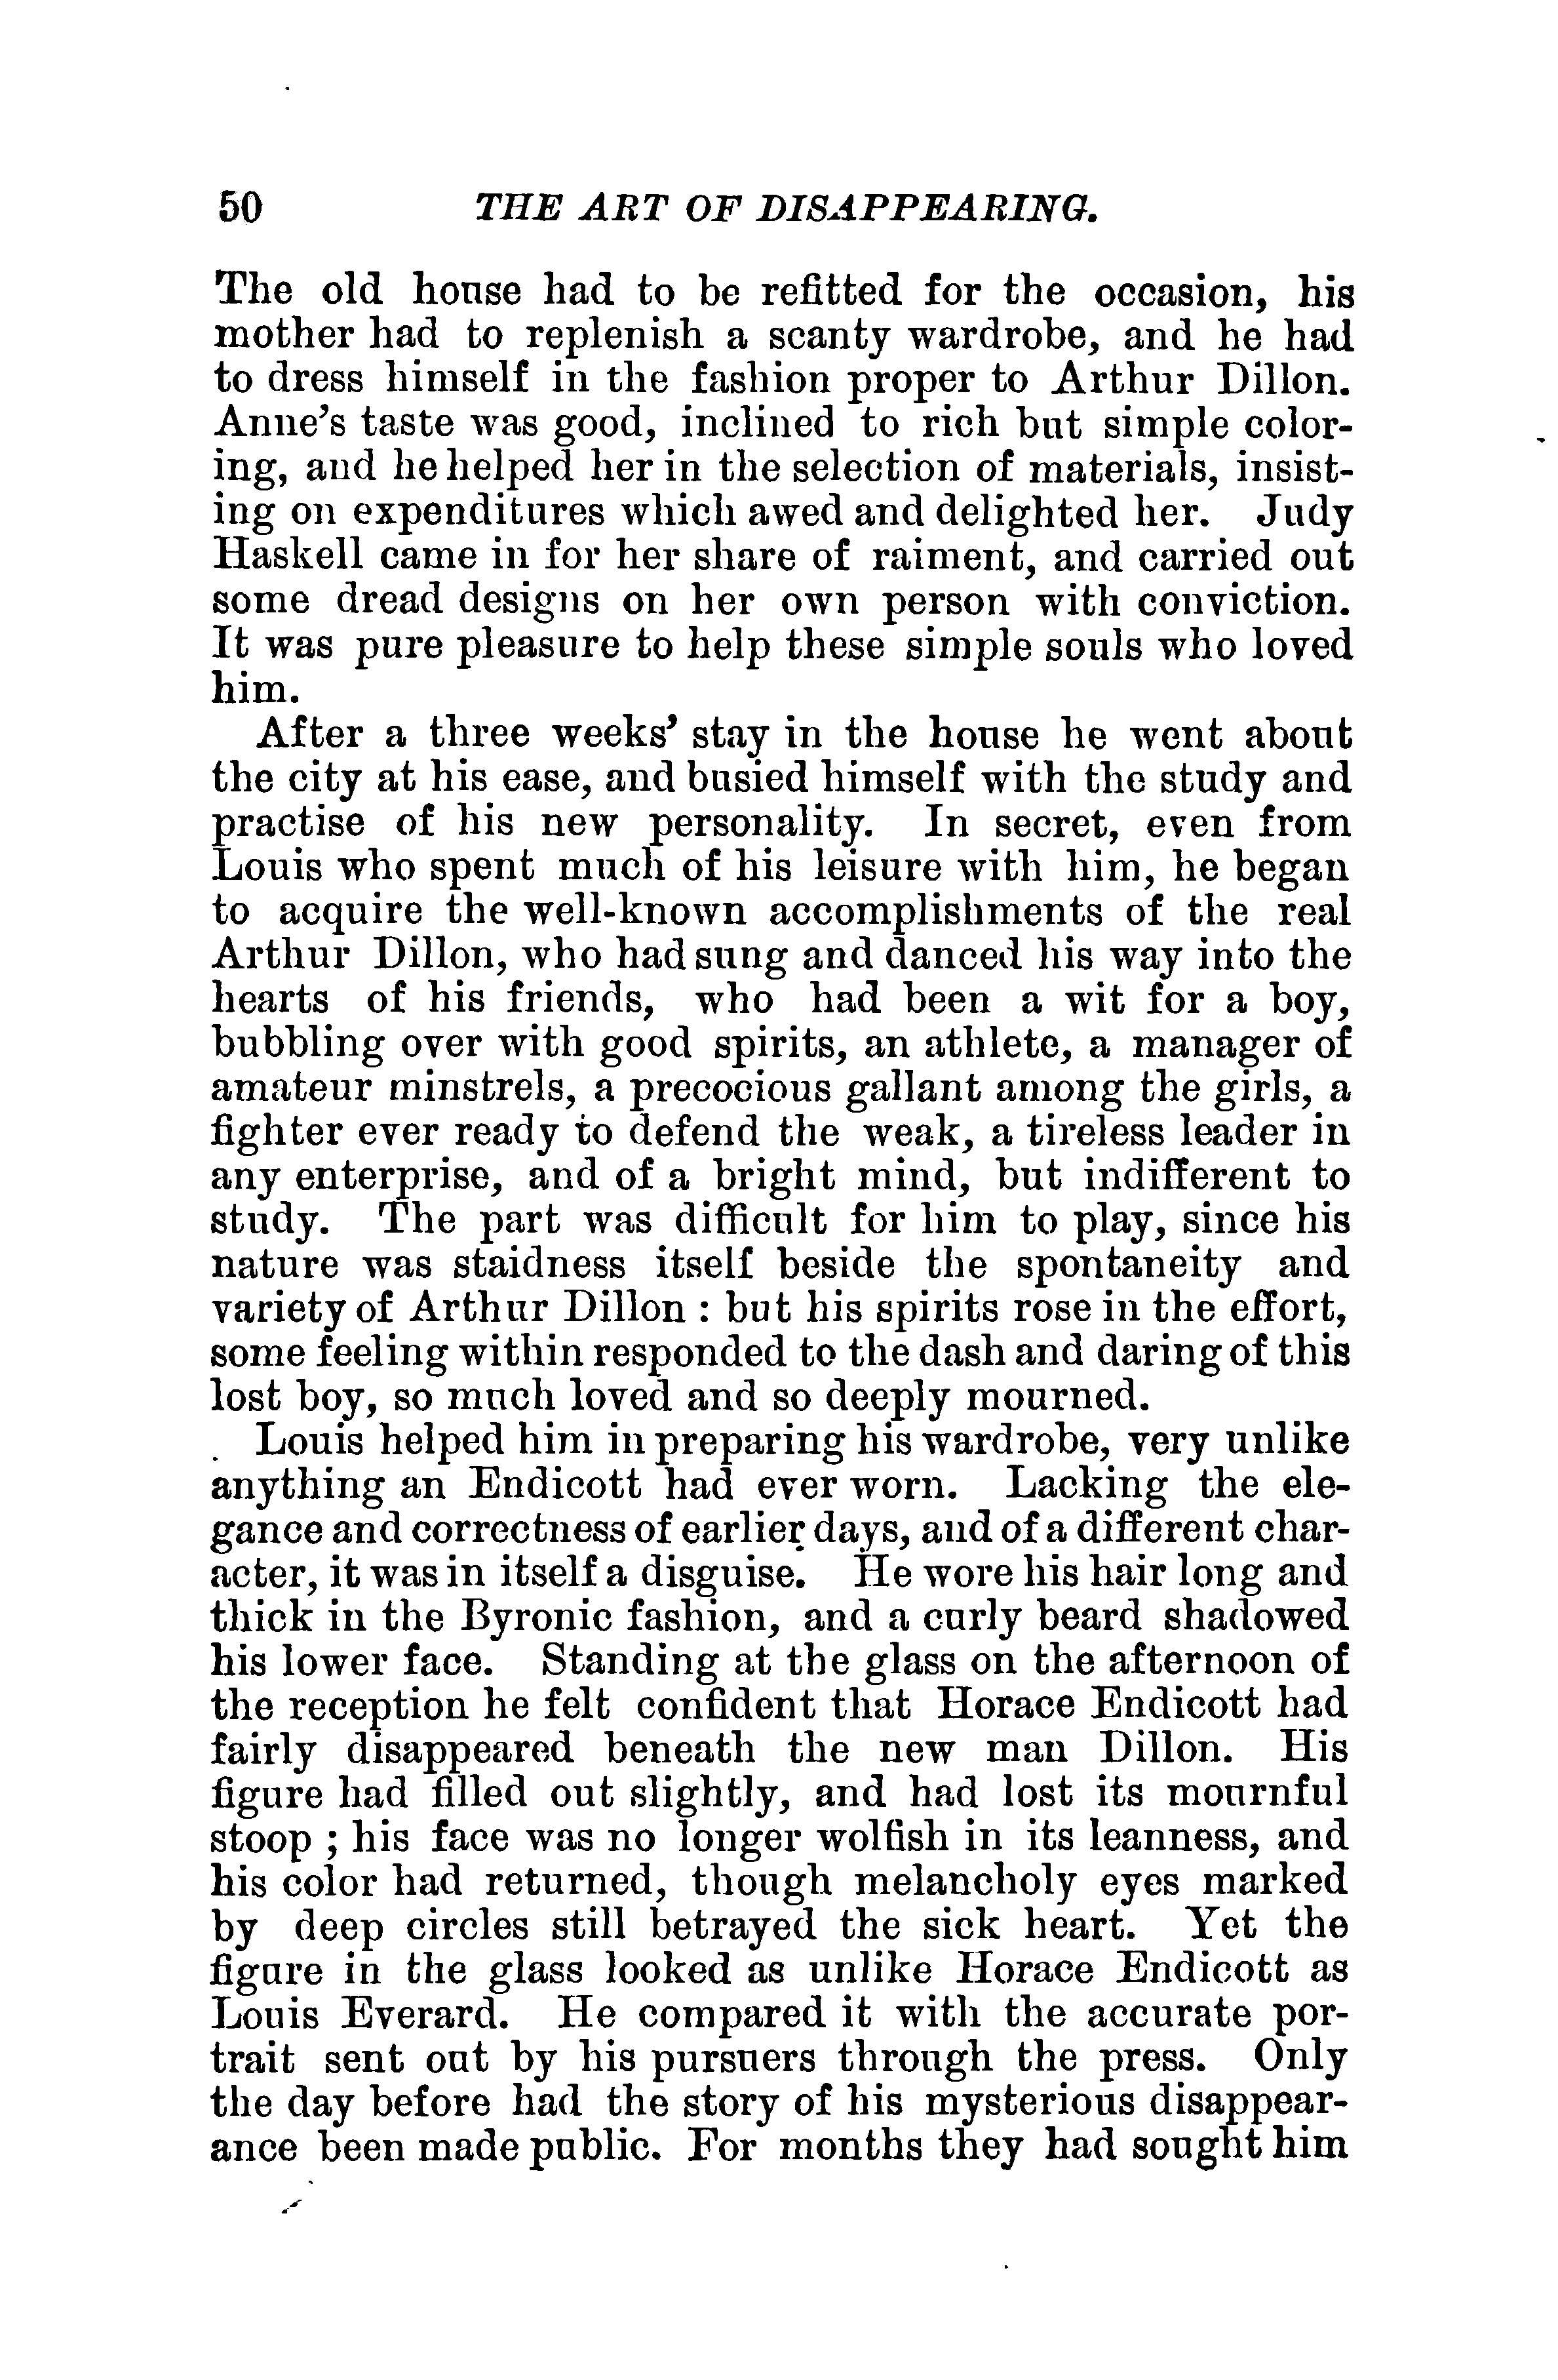 50 THE ART OF DISAPPEARING.
The old house had to be refitted for the occasion, his
mother had to replenish a scanty wardrobe, and he had
to dress himself in the fashion proper to Arthur Dillon.
Anne's taste was good, inclined to rich but simple color-
ing, and he helped her in the selection of materials, insist-
ing on expenditures which awed and delighted her. Judy
Haskell came in for her share of raiment, and carried out
some dread designs on her own person with conviction.
It was pure pleasure to help these simple souls who loved
him.
After a three weeks' stay in the house he went about
the city at his ease, and busied himself with the study and
practise of his new personality. In secret, even from
Louis who spent much of his leisure with him, he began
to acquire the well-known accomplishments of the real
Arthur Dillon, who had sung and danced his way into the
hearts of his friends, who had been a wit for a boy,
bubbling over with good spirits, an athlete, a manager of
amateur minstrels, a precocious gallant among the girls, a
fighter ever ready to defend the weak, a tireless leader in
any enterprise, and of a bright mind, but indifferent to
study. The part was difficult for him to play, since his
nature was staidness itself beside the spontaneity and
variety of Arthur Dillon : but his spirits rose in the effort,
some feeling within responded to the dash and daring of this
lost boy, so much loved and so deeply mourned.
Louis helped him in preparing his wardrobe, very unlike
anything an Endicott had ever worn. Lacking the ele-
gance and correctness of earlier days, and of a different char-
acter, it was in itself a disguise. He wore his hair long and
thick in the Byronic fashion, and a curly beard shadowed
his lower face. Standing at the glass on the afternoon of
the reception he felt confident that Horace Endicott had
fairly disappeared beneath the new man Dillon. His
figure had filled out slightly, and had lost its mournful
stoop ; his face was no longer wolfish in its leanness, and
his color had returned, though melancholy eyes marked
by deep circles still betrayed the sick heart. Yet the
figure in the glass looked as unlike Horace Endicott as
Louis Everard. He compared it with the accurate por-
trait sent out by his pursuers through the press. Only
the day before had the story of his mysterious disappear-
ance been made public. For months they had sought him